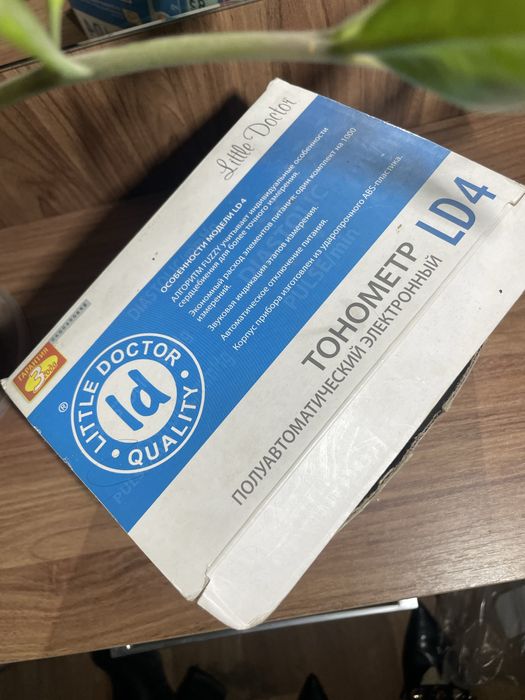 Little Doctor
ОСОБЕННОСТИ МОДЕЛИ LD4
АЛГОРИТМ FUZZY учитывает индивидуальные особенности
сердцебиения для более точного измерения.
Экономный расход элементов питания: один комплект на 1000
измерений.
Звуковая индикация этапов измерения.
Автоматическое отключение питания.
Корпус прибора изготовлен из ударопрочного ABS-пластика.
ГАРАНТИЯ
3 года
®
LITTLE DOCTOR
ld
QUALITY
ТОНОМЕТР
ПОЛУАВТОМАТИЧЕСКИЙ ЭЛЕКТРОННЫЙ
LD4